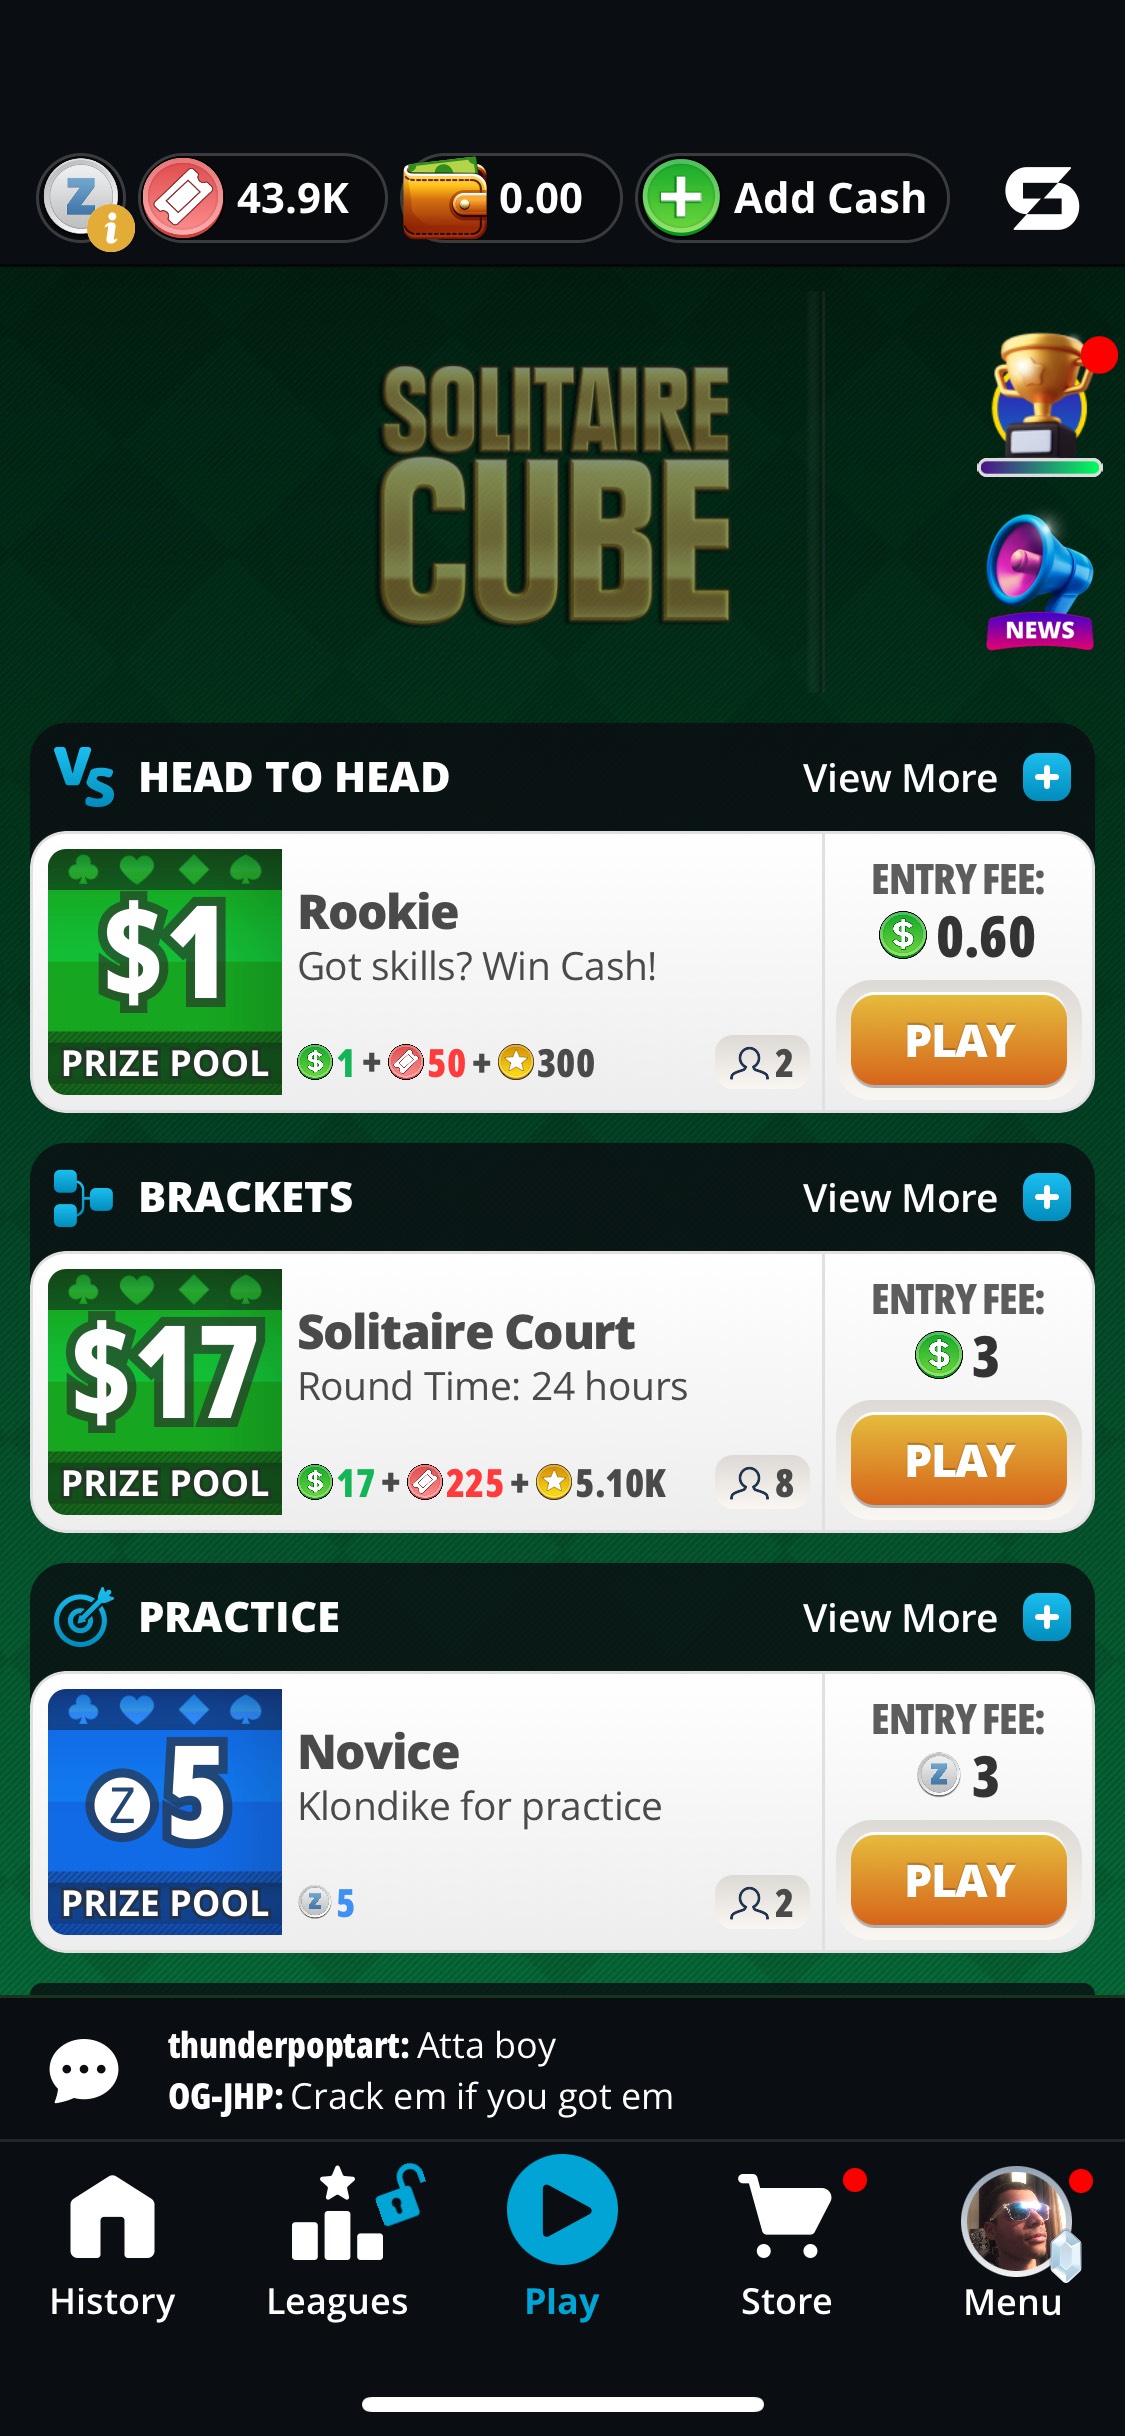 Z
i
43.9K
0.00
Add Cash
SOLITAIRE
CUBE
NEWS
VS
HEAD TO HEAD
View More
$1
PRIZE POOL
Rookie
Got skills? Win Cash!
$ 1 + 50 + 300
2
ENTRY FEE:
$ 0.60
PLAY
BRACKETS
View More
$17
PRIZE POOL
Solitaire Court
Round Time: 24 hours
$ 17 + 225 + 5.10K
8
ENTRY FEE:
$ 3
PLAY
PRACTICE
View More
Z 5
PRIZE POOL
Novice
Klondike for practice
Z 5
2
ENTRY FEE:
Z 3
PLAY
thunderpoptart: Atta boy
OG-JHP: Crack em if you got em
History
Leagues
Play
Store
Menu